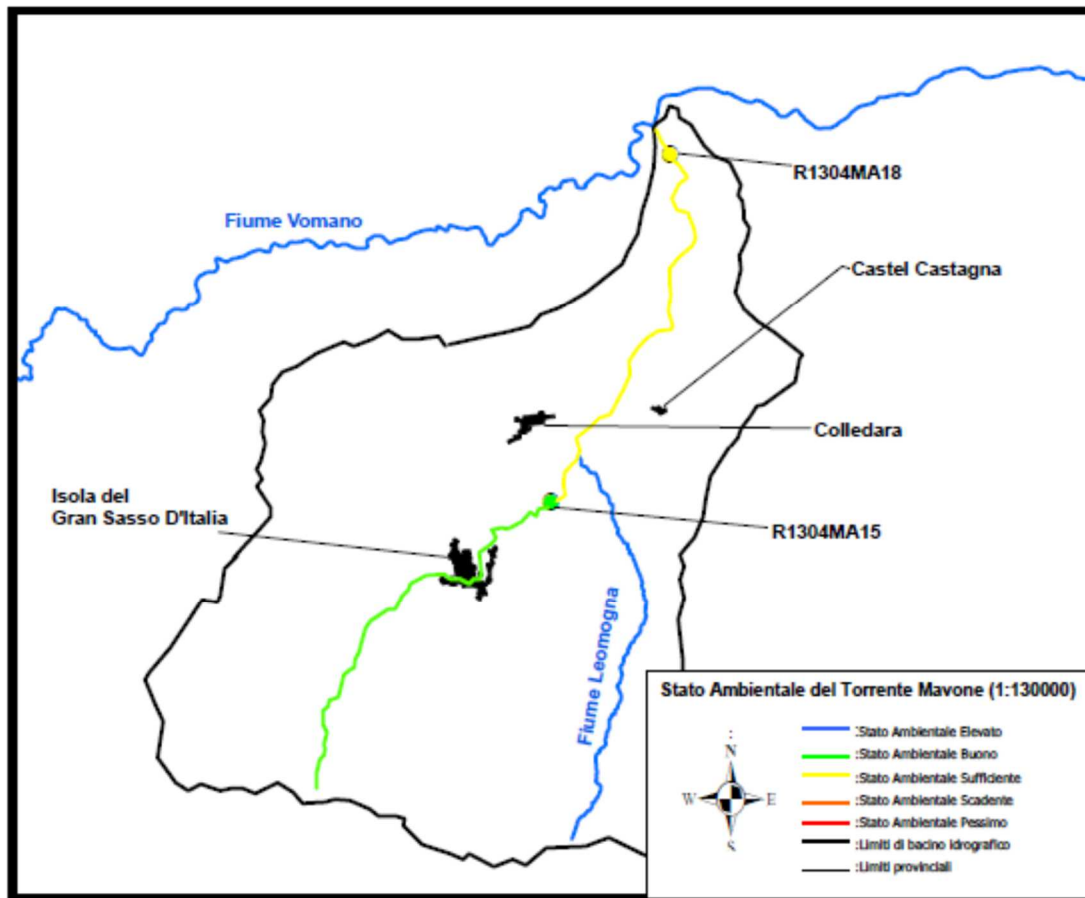 R1304MA18
Fiume Vomano
Castel Castagna
Colledara
Isola del
Gran Sasso D'Italia
R1304MA15
Fiume Leomogna
Stato Ambientale del Torrente Mavone (1:130000)
:
N
W E
S
:Stato Ambientale Elevato
:Stato Ambientale Buono
:Stato Ambientale Sufficiente
:Stato Ambientale Scadente
:Stato Ambientale Pessimo
:Limiti di bacino idrografico
:Limiti provinciali